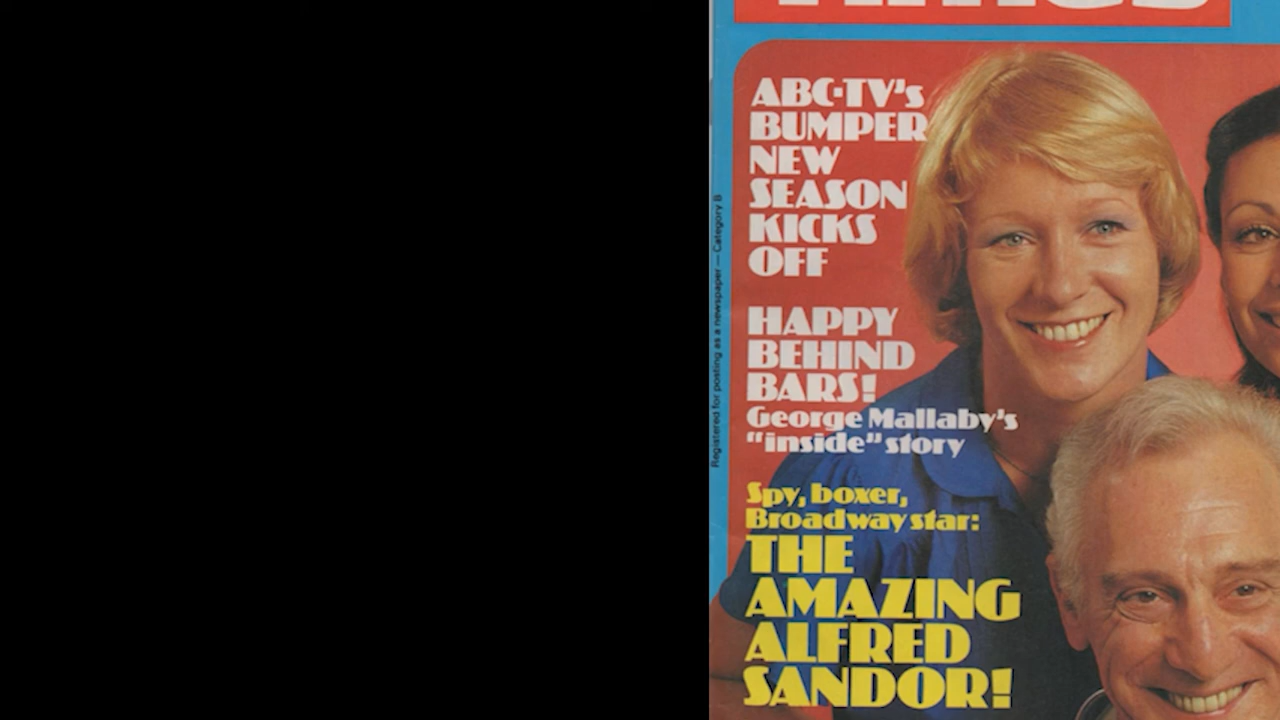 ABC-TV's
BUMPER
NEW
SEASON
KICKS
OFF
HAPPY
BEHIND
BARS!
George Mallaby's
"inside" story
Spy, boxer,
Broadway star:
THE
AMAZING
ALFRED
SANDOR!
Registered for posting as a newspaper — Category B